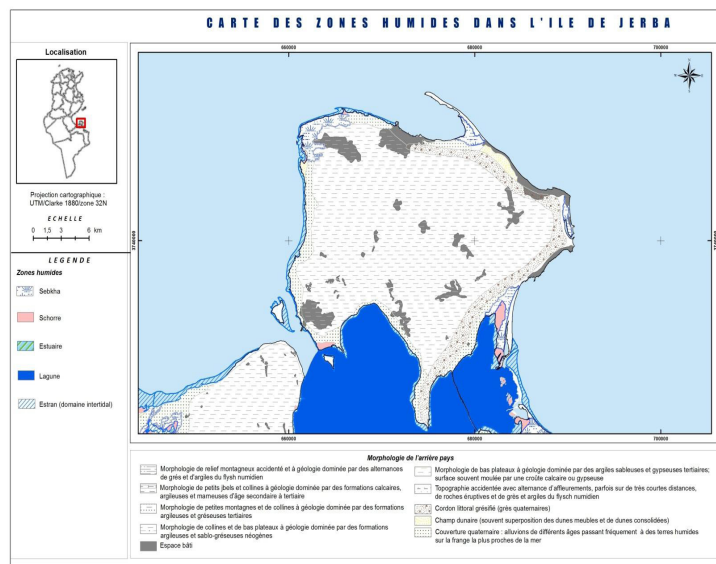 CARTE DES ZONES HUMIDES DANS L'ILE DE JERBA
Localisation
Projection cartographique :
UTM/Clarke 1880/zone 32N
ECHELLE
0 1,5 3 6 km
LEGENDE
Zones humides
Sebkha
Schorre
Estuaire
Lagune
Estran (domaine intertidal)
660000 680000 700000
3740000 3740000
660000 680000 700000
Morphologie de l'arrière pays
Morphologie de relief montagneux accidenté et à géologie dominée par des alternances
de grés et d'argiles du flysh humidien
Morphologie de petits jbels et collines à géologie dominée par des formations calcaires,
argileuses et marneuses d'âge secondaire à tertiaire
Morphologie de petites montagnes et de collines à géologie dominée par des formations
argileuses et gréseuses tertiaires
Morphologie de collines et de bas plateaux à géologie dominée par des formations
argileuses et sablo-gréseuses néogènes
Espace bâti
Morphologie de bas plateaux à géologie dominée par des argiles sableuses et gypseuses tertiaires;
surface souvent moulée par une croûte calcaire ou gypseuse
Topographie accidentée avec alternance d'affleurements, parfois sur de très courtes distances,
de roches éruptives et de grés et argiles du flysch humidien
Cordon littoral grésifié (grès quaternaires)
Champ dunaire (souvent superposition des dunes meubles et de dunes consolidées)
Couverture quaternaire : alluvions de différents âges passant fréquement à des terres humides
sur la frange la plus proches de la mer